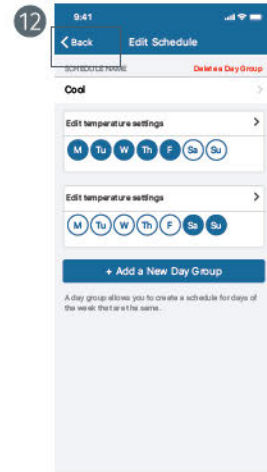 12
9:41
Back Edit Schedule
SCHEDULE NAME Delete a Day Group
Cool
Edit temperature settings
M Tu W Th F Sa Su
Edit temperature settings
M Tu W Th F Sa Su
+ Add a New Day Group
A day group allows you to create a schedule for days of
the week that are the same.